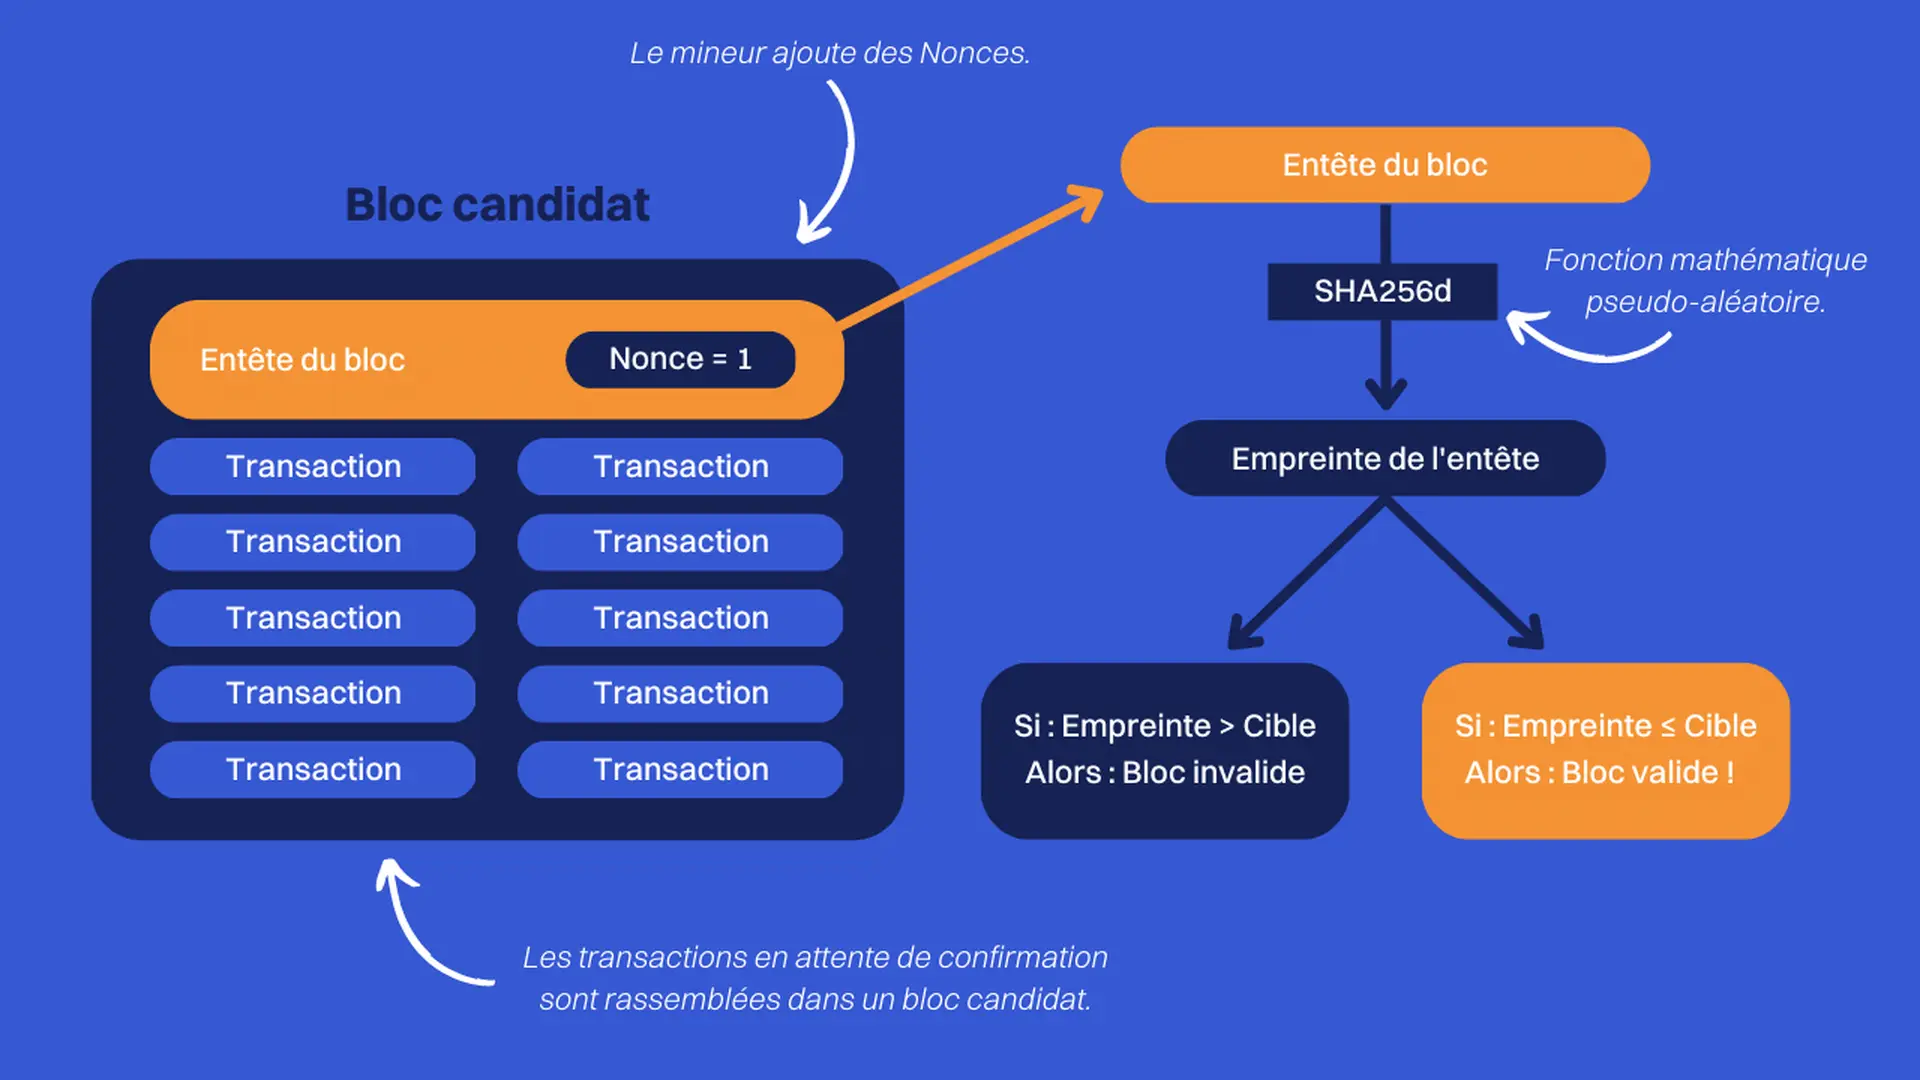 Le mineur ajoute des Nonces.
Bloc candidat
Entête du bloc
Nonce = 1
Transaction
Transaction
Transaction
Transaction
Transaction
Transaction
Transaction
Transaction
Transaction
Transaction
Les transactions en attente de confirmation
sont rassemblées dans un bloc candidat.
Entête du bloc
SHA256d
Fonction mathématique
pseudo-aléatoire.
Empreinte de l'entête
Si : Empreinte > Cible
Alors : Bloc invalide
Si : Empreinte ≤ Cible
Alors : Bloc valide !